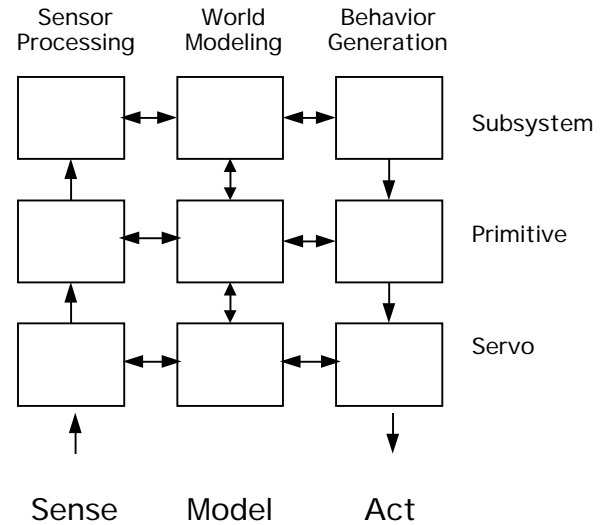 Sensor
Processing
World
Modeling
Behavior
Generation
Subsystem
Primitive
Servo
Sense
Model
Act